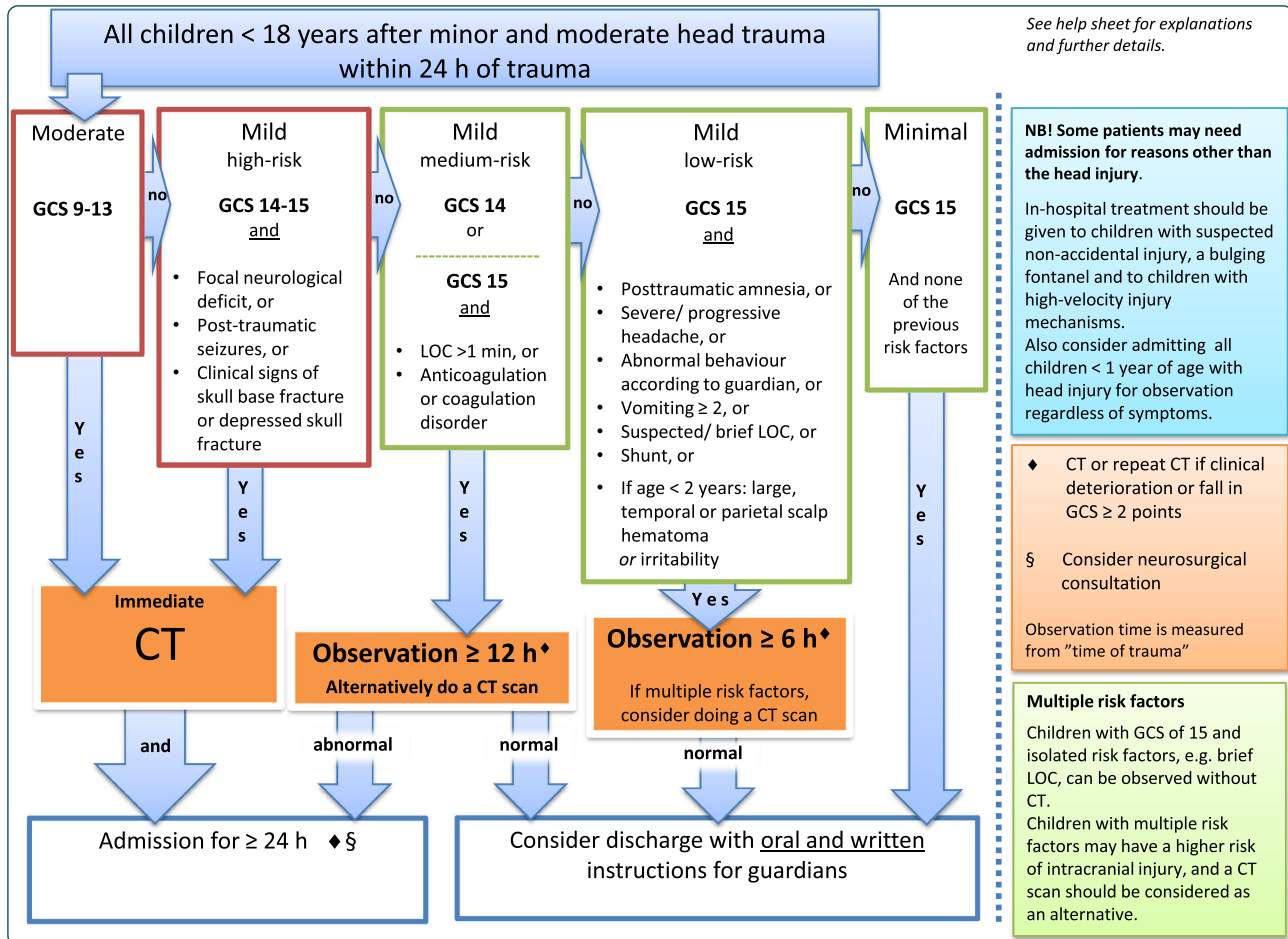 All children < 18 years after minor and moderate head trauma
within 24 h of trauma
See help sheet for explanations
and further details.
Moderate
GCS 9-13
no
Mild
high-risk
GCS 14-15
and
• Focal neurological
deficit, or
• Post-traumatic
seizures, or
• Clinical signs of
skull base fracture
or depressed skull
fracture
no
Mild
medium-risk
GCS 14
or
GCS 15
and
• LOC >1 min, or
• Anticoagulation
or coagulation
disorder
no
Mild
low-risk
GCS 15
and
• Posttraumatic amnesia, or
• Severe/ progressive
headache, or
• Abnormal behaviour
according to guardian, or
• Vomiting ≥ 2, or
• Suspected/ brief LOC, or
• Shunt, or
• If age < 2 years: large,
temporal or parietal scalp
hematoma
or irritability
no
Minimal
GCS 15
And none
of the
previous
risk factors
Yes
Yes
Yes
Yes
Yes
Immediate
CT
Observation ≥ 12 h♦
Alternatively do a CT scan
Observation ≥ 6 h♦
If multiple risk factors,
consider doing a CT scan
and
abnormal
normal
normal
Admission for ≥ 24 h ♦ §
Consider discharge with oral and written
instructions for guardians
NB! Some patients may need
admission for reasons other than
the head injury.
In-hospital treatment should be
given to children with suspected
non-accidental injury, a bulging
fontanel and to children with
high-velocity injury
mechanisms.
Also consider admitting all
children < 1 year of age with
head injury for observation
regardless of symptoms.
♦ CT or repeat CT if clinical
deterioration or fall in
GCS ≥ 2 points
§ Consider neurosurgical
consultation
Observation time is measured
from ”time of trauma”
Multiple risk factors
Children with GCS of 15 and
isolated risk factors, e.g. brief
LOC, can be observed without
CT.
Children with multiple risk
factors may have a higher risk
of intracranial injury, and a CT
scan should be considered as
an alternative.